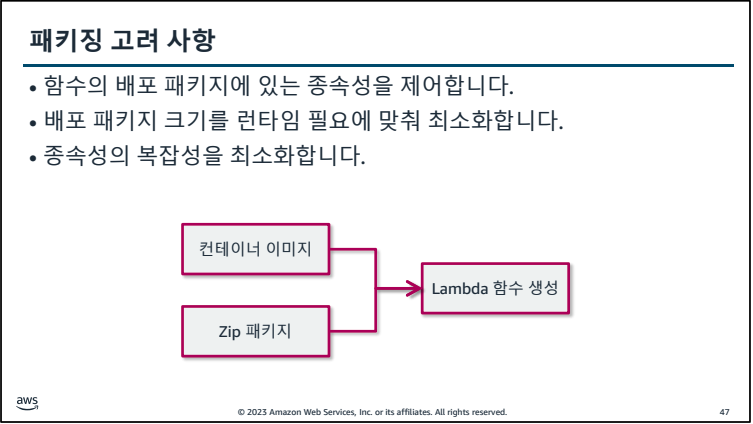 패키징 고려 사항
• 함수의 배포 패키지에 있는 종속성을 제어합니다.
• 배포 패키지 크기를 런타임 필요에 맞춰 최소화합니다.
• 종속성의 복잡성을 최소화합니다.
컨테이너 이미지
Lambda 함수 생성
Zip 패키지
aws
© 2023 Amazon Web Services, Inc. or its affiliates. All rights reserved.
47